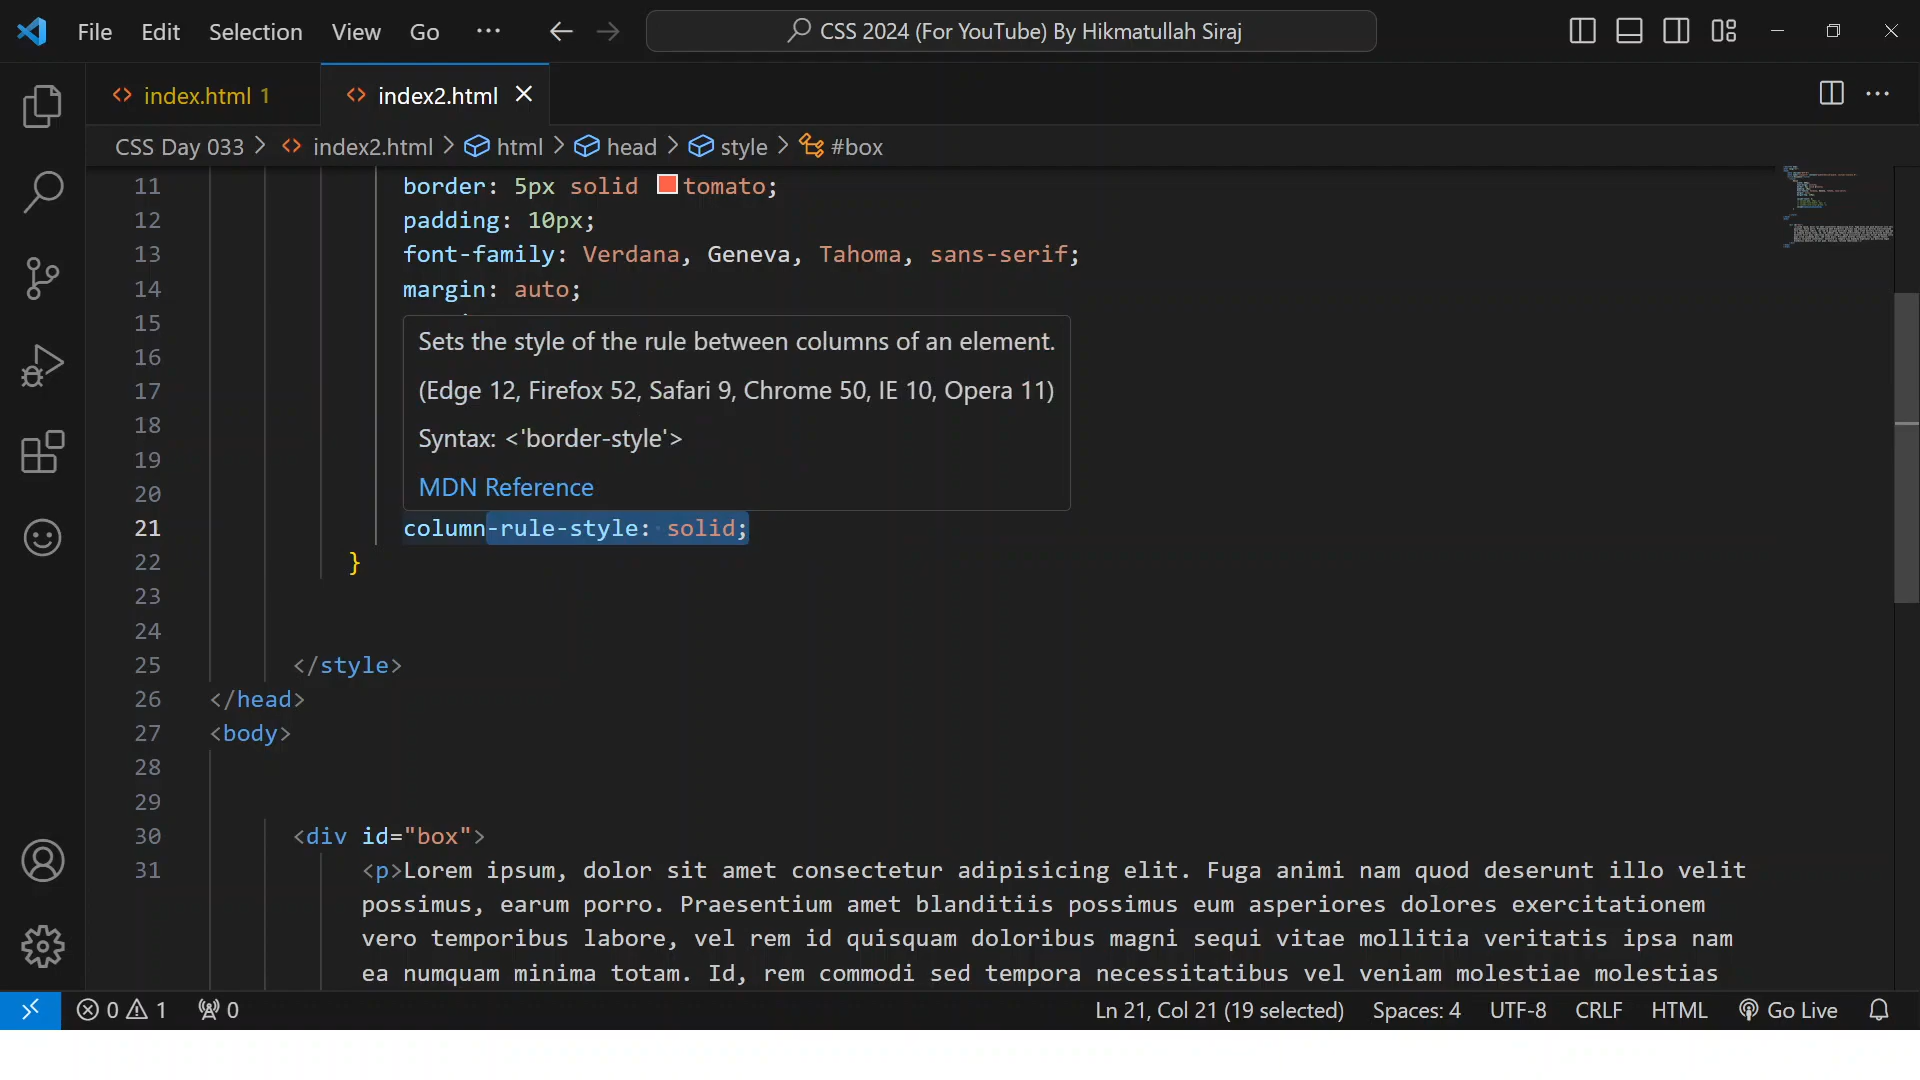 File Edit Selection View Go ··· CSS 2024 (For YouTube) By Hikmatullah Siraj
index.html 1 index2.html
CSS Day 033 > index2.html > html > head > style > #box
11 border: 5px solid tomato;
12 padding: 10px;
13 font-family: Verdana, Geneva, Tahoma, sans-serif;
14 margin: auto;
15
Sets the style of the rule between columns of an element.
16
17 (Edge 12, Firefox 52, Safari 9, Chrome 50, IE 10, Opera 11)
18 Syntax: <'border-style'>
19
20 MDN Reference
21 column-rule-style: solid;
22 }
23
24
25 </style>
26 </head>
27 <body>
28
29
30 <div id="box">
31 <p>Lorem ipsum, dolor sit amet consectetur adipisicing elit. Fuga animi nam quod deserunt illo velit
possimus, earum porro. Praesentium amet blanditiis possimus eum asperiores dolores exercitationem
vero temporibus labore, vel rem id quisquam doloribus magni sequi vitae mollitia veritatis ipsa nam
ea numquam minima totam. Id, rem commodi sed tempora necessitatibus vel veniam molestiae molestias
0 1 0 Ln 21, Col 21 (19 selected) Spaces: 4 UTF-8 CRLF HTML Go Live